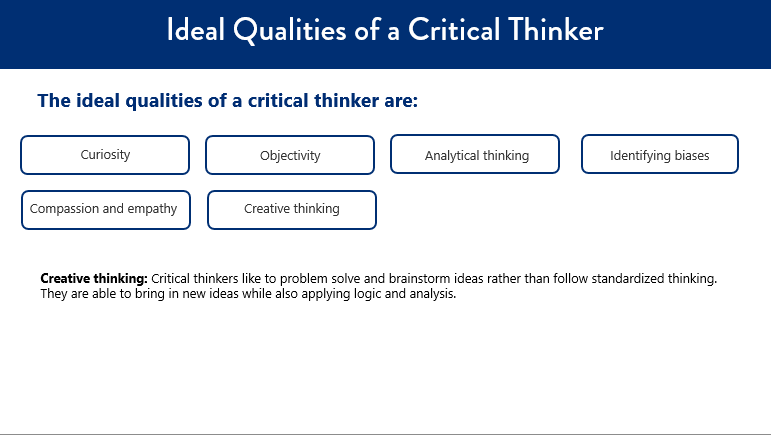 Ideal Qualities of a Critical Thinker
The ideal qualities of a critical thinker are:
Curiosity
Objectivity
Analytical thinking
Identifying biases
Compassion and empathy
Creative thinking
Creative thinking: Critical thinkers like to problem solve and brainstorm ideas rather than follow standardized thinking.
They are able to bring in new ideas while also applying logic and analysis.